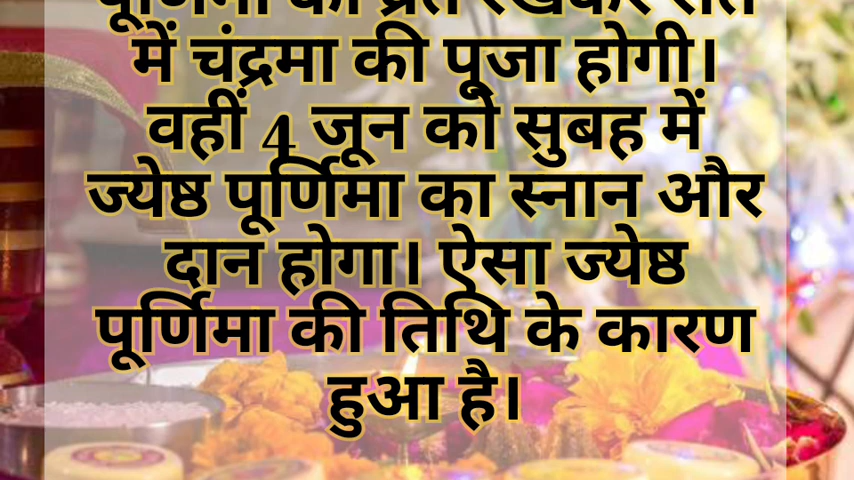 पूर्णिमा का व्रत रखकर रात
में चंद्रमा की पूजा होगी।
वहीं 4 जून को सुबह में
ज्येष्ठ पूर्णिमा का स्नान और
दान होगा। ऐसा ज्येष्ठ
पूर्णिमा की तिथि के कारण
हुआ है।